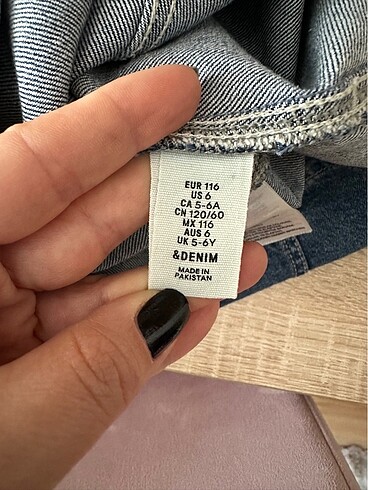 EUR 116
US 6
CA 5-6A
CN 120/60
MX 116
AUS 6
UK 5-6Y
&DENIM
MADE IN
PAKISTAN